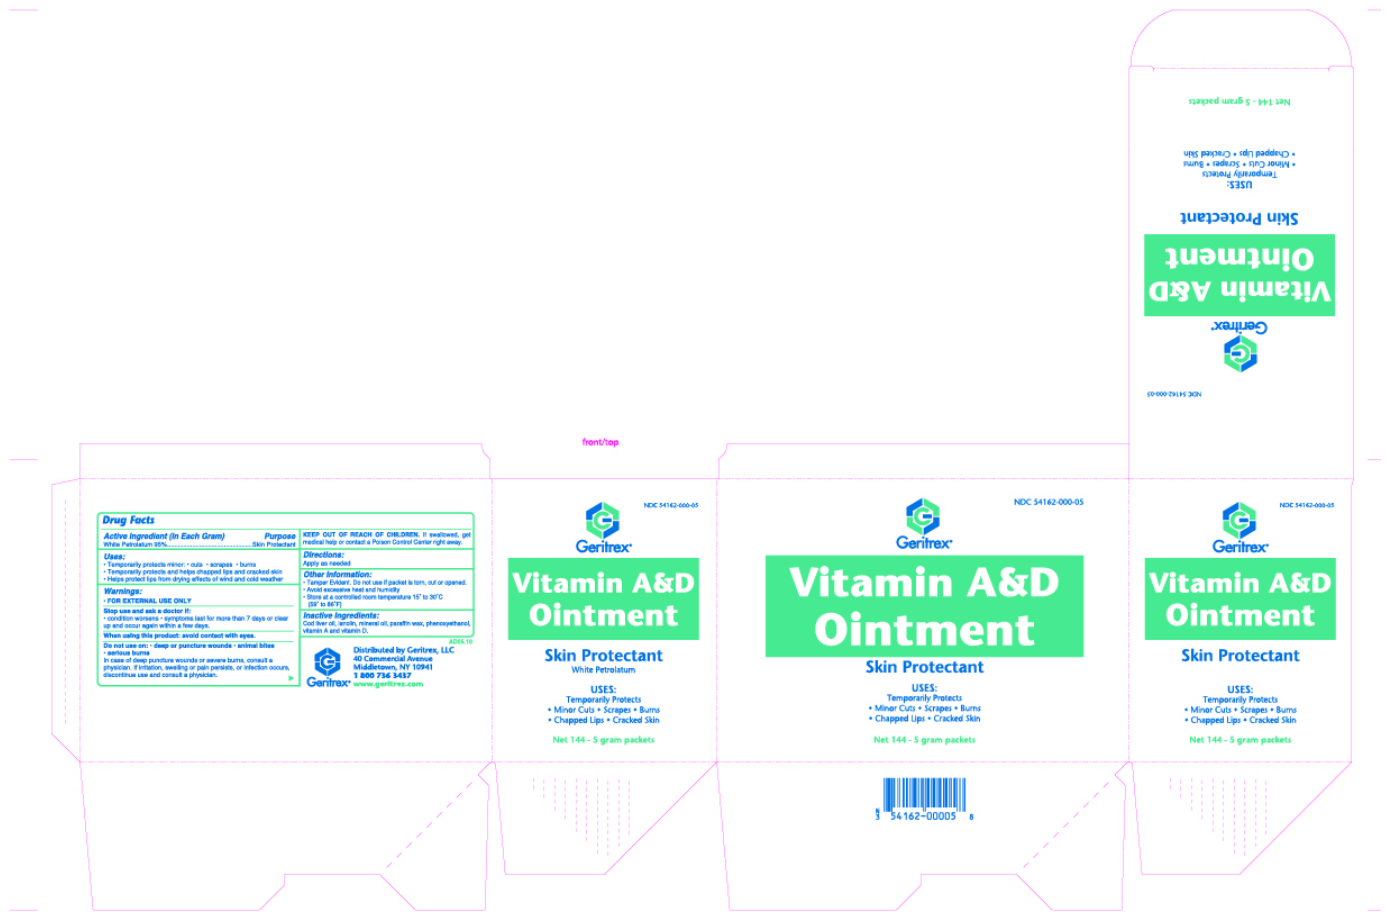 Net 144 - 5 gram packets
• Chapped Lips • Cracked Skin
• Minor Cuts • Scrapes • Burns
Temporarily Protects
USES:
Skin Protectant
Ointment
Vitamin A&D
Geritrex®
NDC 54162-000-05
front/top
Drug Facts
Active Ingredient (In Each Gram) Purpose
White Petrolatum 95%..............................Skin Protectant
Uses:
• Temporarily protects minor: • cuts • scrapes • burns
• Temporarily protects and helps chapped lips and cracked skin
• Helps protect lips from drying effects of wind and cold weather
Warnings:
• FOR EXTERNAL USE ONLY
Stop use and ask a doctor if:
• condition worsens • symptoms last for more than 7 days or clear
up and occur again within a few days.
When using this product: avoid contact with eyes.
Do not use on: • deep or puncture wounds • animal bites
• serious burns
In case of deep puncture wounds or severe burns, consult a
physician. If irritation, swelling or pain persists, or infection occurs,
discontinue use and consult a physician.
KEEP OUT OF REACH OF CHILDREN. If swallowed, get
medical help or contact a Poison Control Center right away.
Directions:
Apply as needed
Other Information:
• Tamper Evident. Do not use if packet is torn, cut or opened.
• Avoid excessive heat and humidity
• Store at a controlled room temperature 15° to 30°C
(59° to 86°F)
Inactive Ingredients:
Cod liver oil, lanolin, mineral oil, paraffin wax, phenoxyethanol,
vitamin A and vitamin D.
AD05.10
Geritrex®
Distributed by Geritrex, LLC
40 Commercial Avenue
Middletown, NY 10941
1 800 736 3437
www.geritrex.com
NDC 54162-000-05
Geritrex®
Vitamin A&D
Ointment
Skin Protectant
White Petrolatum
USES:
Temporarily Protects
• Minor Cuts • Scrapes • Burns
• Chapped Lips • Cracked Skin
Net 144 - 5 gram packets
NDC 54162-000-05
Geritrex®
Vitamin A&D
Ointment
Skin Protectant
USES:
Temporarily Protects
• Minor Cuts • Scrapes • Burns
• Chapped Lips • Cracked Skin
Net 144 - 5 gram packets
N
3 54162-00005 8
NDC 54162-000-05
Geritrex®
Vitamin A&D
Ointment
Skin Protectant
USES:
Temporarily Protects
• Minor Cuts • Scrapes • Burns
• Chapped Lips • Cracked Skin
Net 144 - 5 gram packets